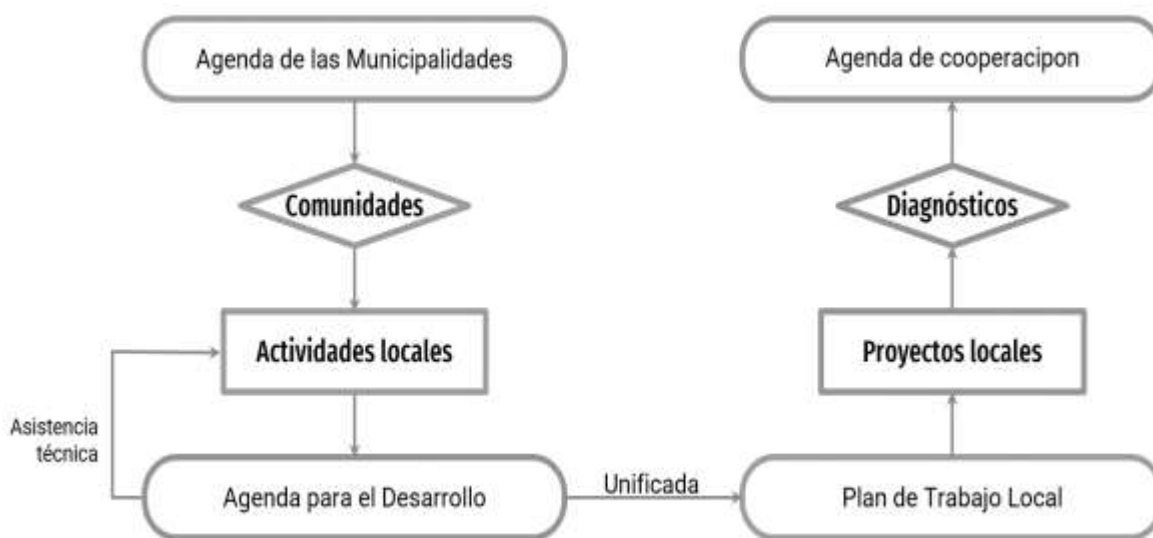 Agenda de las Municipalidades
Agenda de cooperacipon
Comunidades
Diagnósticos
Actividades locales
Proyectos locales
Asistencia
técnica
Agenda para el Desarrollo
Unificada
Plan de Trabajo Local